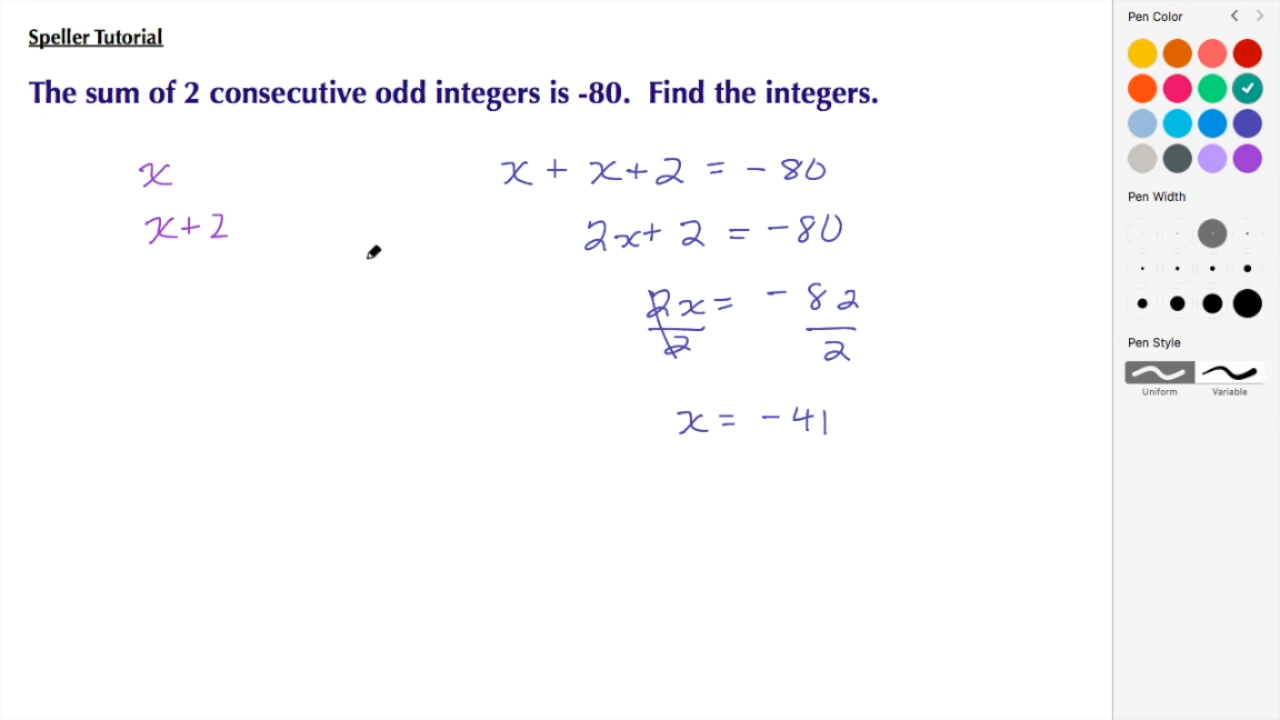 Speller Tutorial
The sum of 2 consecutive odd integers is -80. Find the integers.
x
x + 2
x + x + 2 = - 80
2x + 2 = - 80
2x = - 82
2 2
x = - 41
Pen Color
Pen Width
Pen Style
Uniform Variable